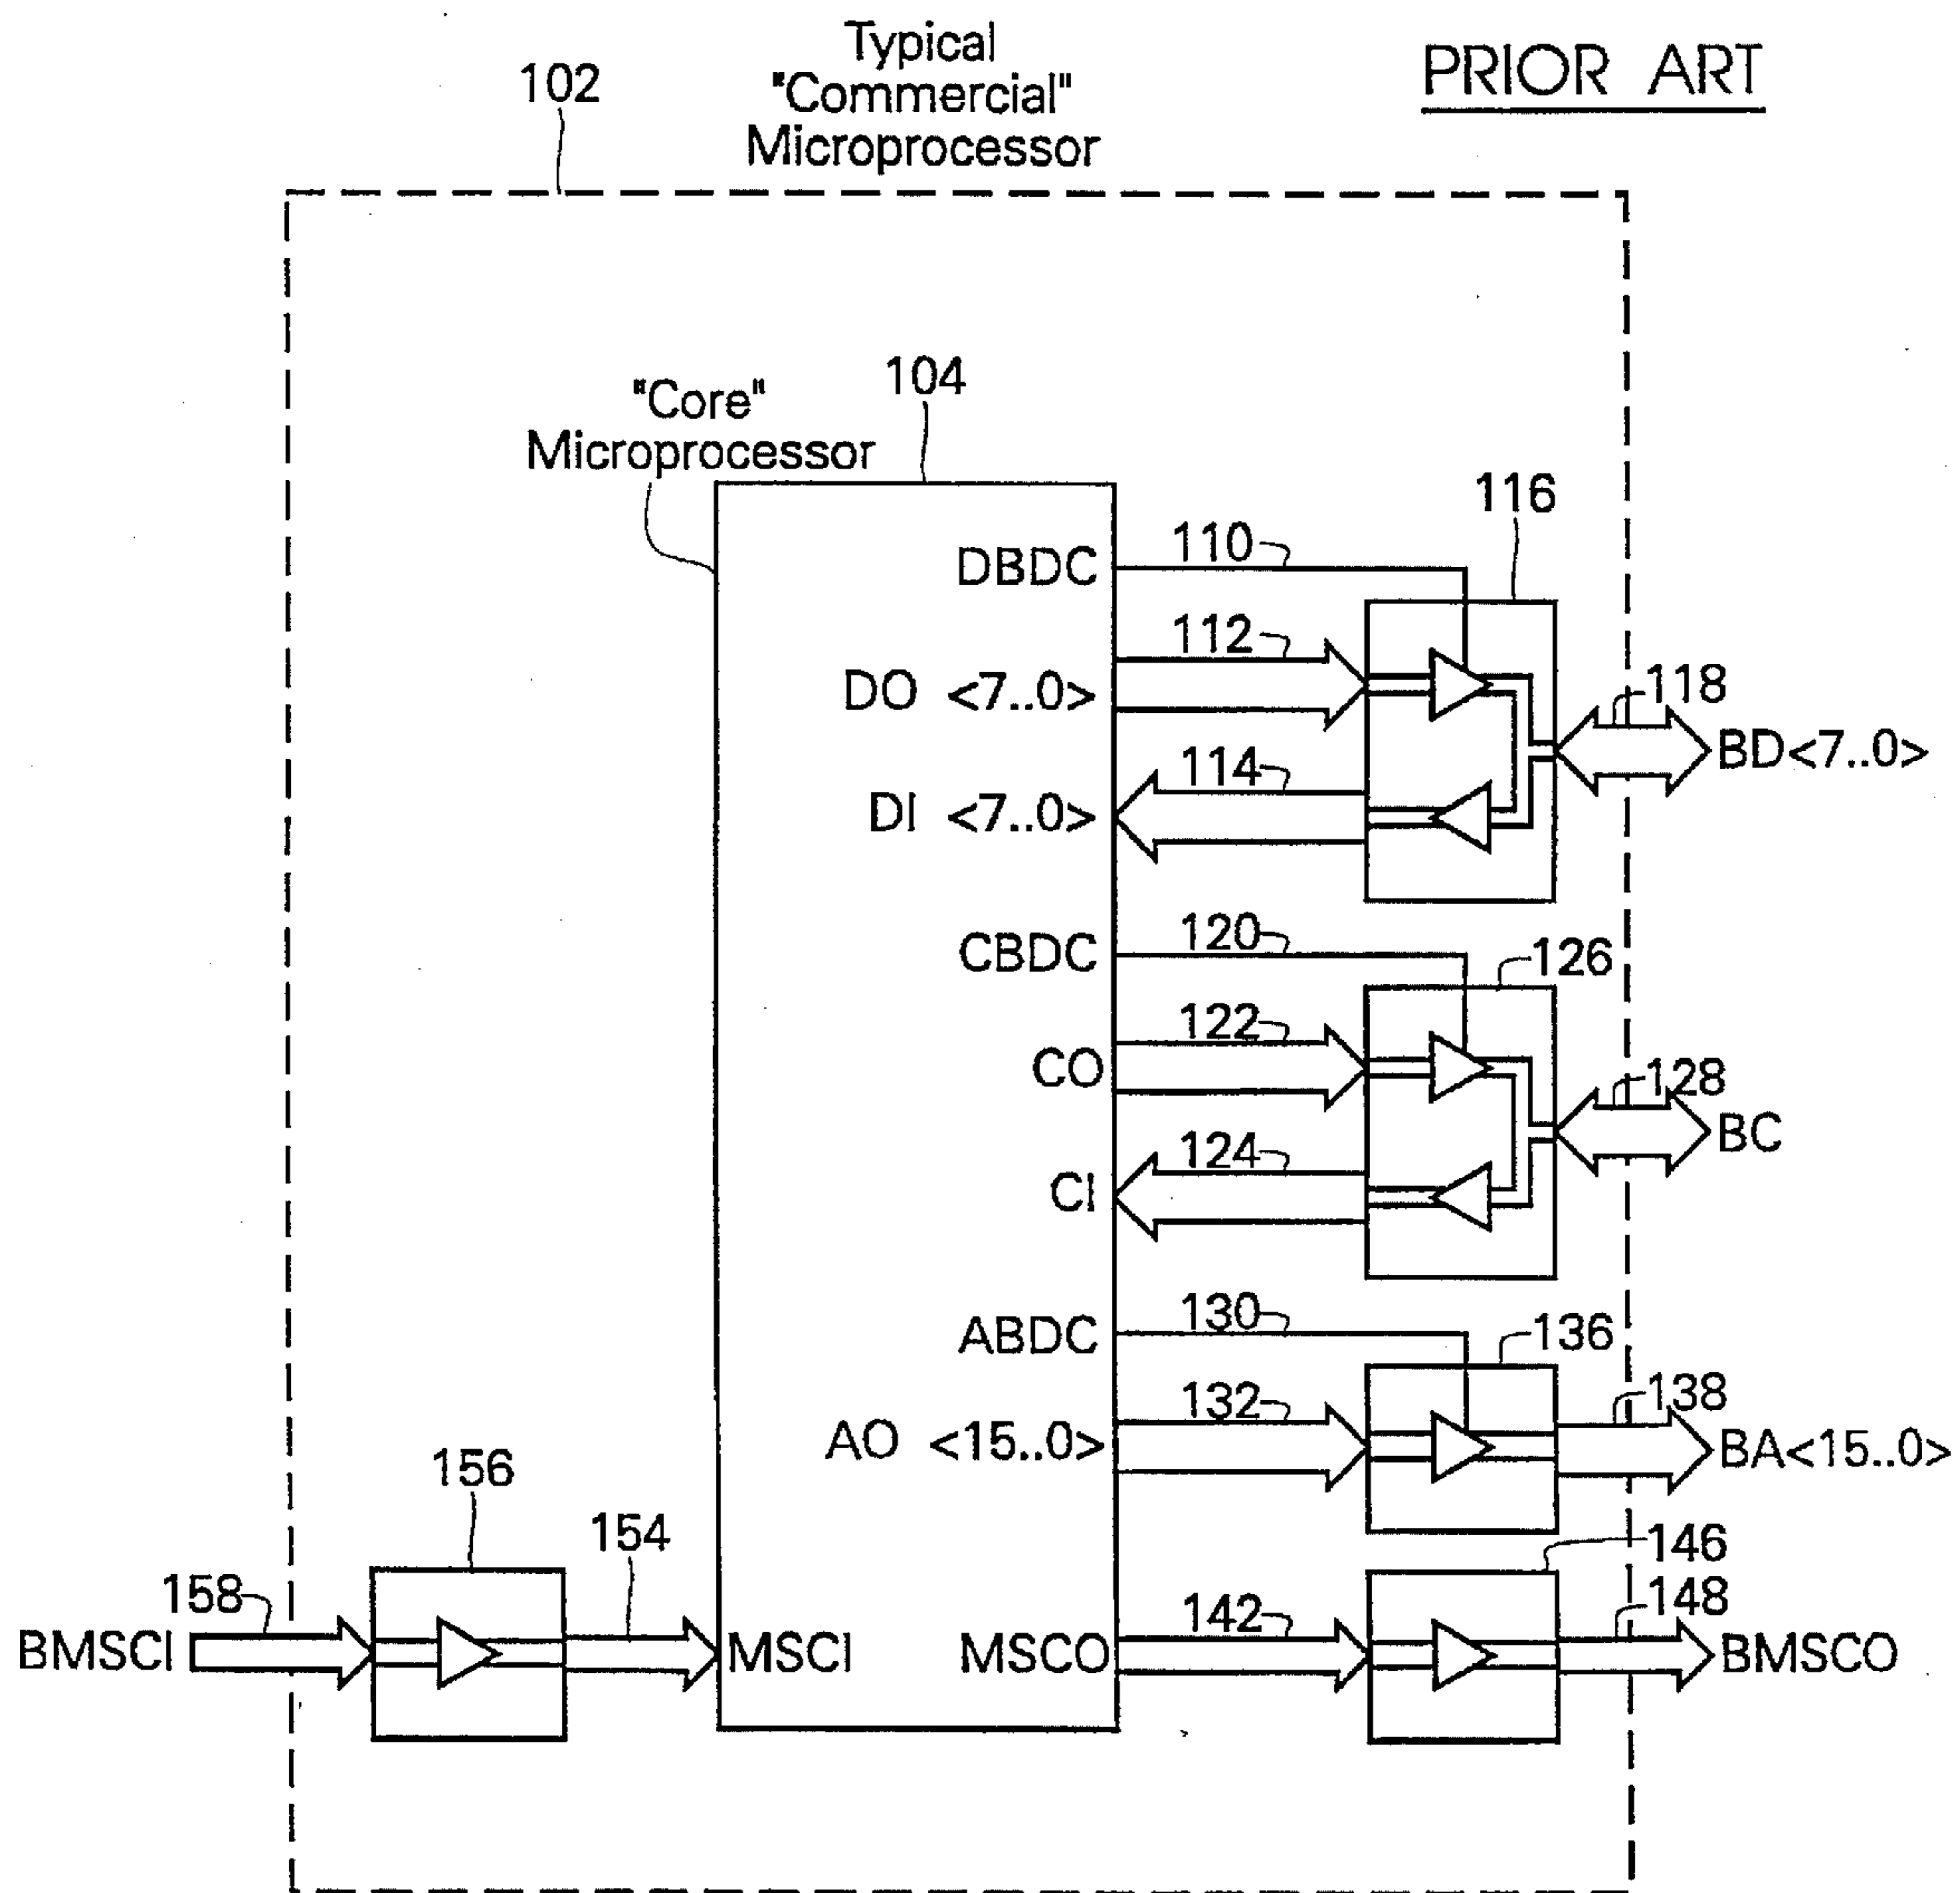 Typical
"Commercial"
Microprocessor
PRIOR ART
102
"Core"
Microprocessor
104
116
DBDC
110
DO <7..0>
112
118
BD<7..0>
DI <7..0>
114
CBDC
120
126
CO
122
128
BC
CI
124
ABDC
130
136
AO <15..0>
132
138
BA<15..0>
156
154
146
158
BMSCI
MSCI
MSCO
142
148
BMSCO